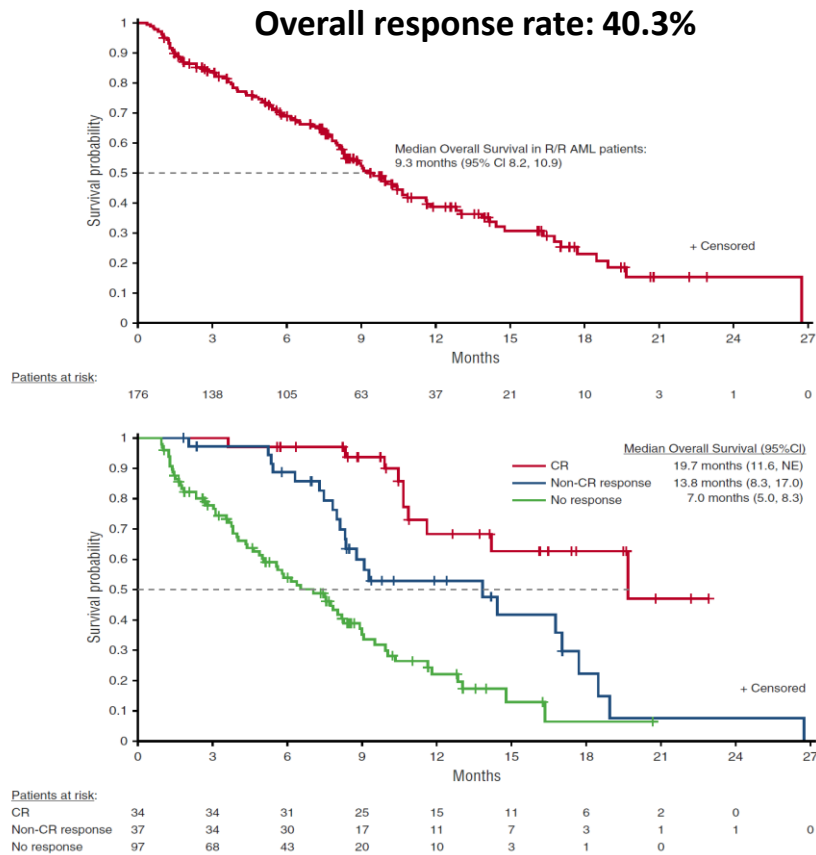 Overall response rate: 40.3%
1
0.9
0.8
0.7
0.6
0.5
0.4
0.3
0.2
0.1
0
Survival probability
Median Overall Survival in R/R AML patients:
9.3 months (95% CI 8.2, 10.9)
+ Censored
0 3 6 9 12 15 18 21 24 27
Months
Patients at risk:
176 138 105 63 37 21 10 3 1 0
1
0.9
0.8
0.7
0.6
0.5
0.4
0.3
0.2
0.1
0
Survival probability
Median Overall Survival (95%CI)
CR 19.7 months (11.6, NE)
Non-CR response 13.8 months (8.3, 17.0)
No response 7.0 months (5.0, 8.3)
+ Censored
0 3 6 9 12 15 18 21 24 27
Months
Patients at risk:
CR 34 34 31 25 15 11 6 2 0
Non-CR response 37 34 30 17 11 7 3 1 1 0
No response 97 68 43 20 10 3 1 0